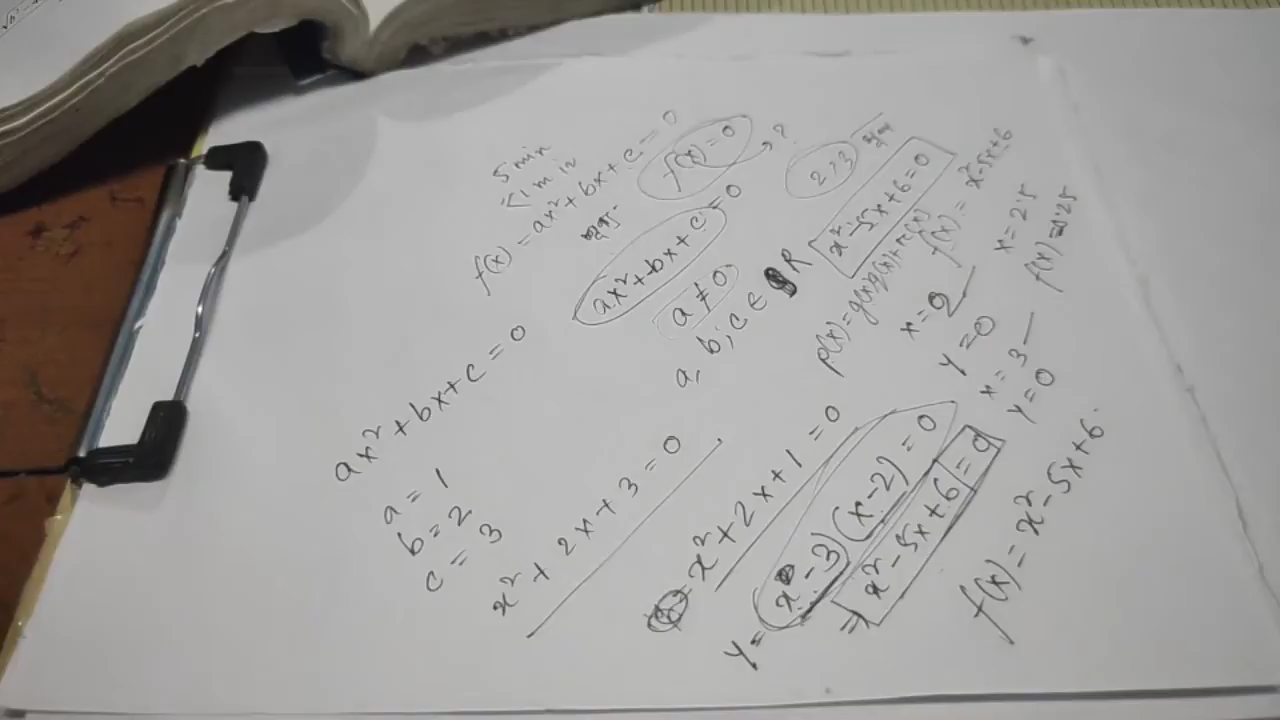 5 min
1 min
f(x) = ax² + bx + c = 0
f(x) = 0 → ?
ax² + bx + c = 0
a ≠ 0
a, b, c ∈ R
ax² + bx + c = 0
a = 1
b = 2
c = 3
x² + 2x + 3 = 0
x² + 2x + 1 = 0
y = (x - 3)(x - 2) = 0
⇒ x² - 5x + 6 = 0
f(x) = x² - 5x + 6
2, 3
x² - 5x + 6 = 0
f(x) = x² - 5x + 6
x = 2
y = 0
x = 3
y = 0
x = 2.5